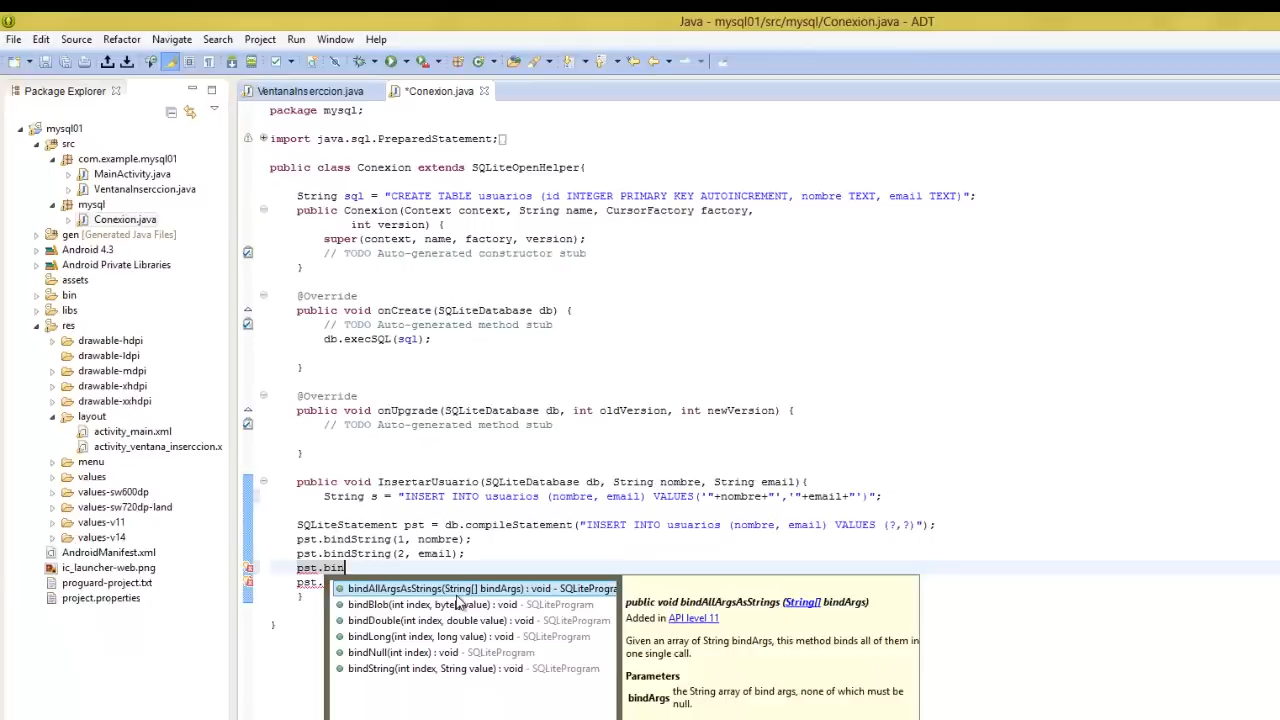 Java - mysql01/src/mysql/Conexion.java - ADT
File Edit Source Refactor Navigate Search Project Run Window Help
Package Explorer
mysql01
src
com.example.mysql01
MainActivity.java
VentanaInserccion.java
mysql
Conexion.java
gen [Generated Java Files]
Android 4.3
Android Private Libraries
assets
bin
libs
res
drawable-hdpi
drawable-ldpi
drawable-mdpi
drawable-xhdpi
drawable-xxhdpi
layout
activity_main.xml
activity_ventana_inserccion.x
menu
values
values-sw600dp
values-sw720dp-land
values-v11
values-v14
AndroidManifest.xml
ic_launcher-web.png
proguard-project.txt
project.properties
VentanaInserccion.java *Conexion.java
package mysql;
import java.sql.PreparedStatement;
public class Conexion extends SQLiteOpenHelper{
String sql = "CREATE TABLE usuarios (id INTEGER PRIMARY KEY AUTOINCREMENT, nombre TEXT, email TEXT)";
public Conexion(Context context, String name, CursorFactory factory,
int version) {
super(context, name, factory, version);
// TODO Auto-generated constructor stub
}
@Override
public void onCreate(SQLiteDatabase db) {
// TODO Auto-generated method stub
db.execSQL(sql);
}
@Override
public void onUpgrade(SQLiteDatabase db, int oldVersion, int newVersion) {
// TODO Auto-generated method stub
}
public void InsertarUsuario(SQLiteDatabase db, String nombre, String email){
String s = "INSERT INTO usuarios (nombre, email) VALUES('"+nombre+"','"+email+"')";
SQLiteStatement pst = db.compileStatement("INSERT INTO usuarios (nombre, email) VALUES (?,?)");
pst.bindString(1, nombre);
pst.bindString(2, email);
pst.bin
pst.
}
}
bindAllArgsAsStrings(String[] bindArgs) : void - SQLiteProgra
bindBlob(int index, byte[] value) : void - SQLiteProgram
bindDouble(int index, double value) : void - SQLiteProgram
bindLong(int index, long value) : void - SQLiteProgram
bindNull(int index) : void - SQLiteProgram
bindString(int index, String value) : void - SQLiteProgram
public void bindAllArgsAsStrings (String[] bindArgs)
Added in API level 11
Given an array of String bindArgs, this method binds all of them in
one single call.
Parameters
bindArgs the String array of bind args, none of which must be
null.